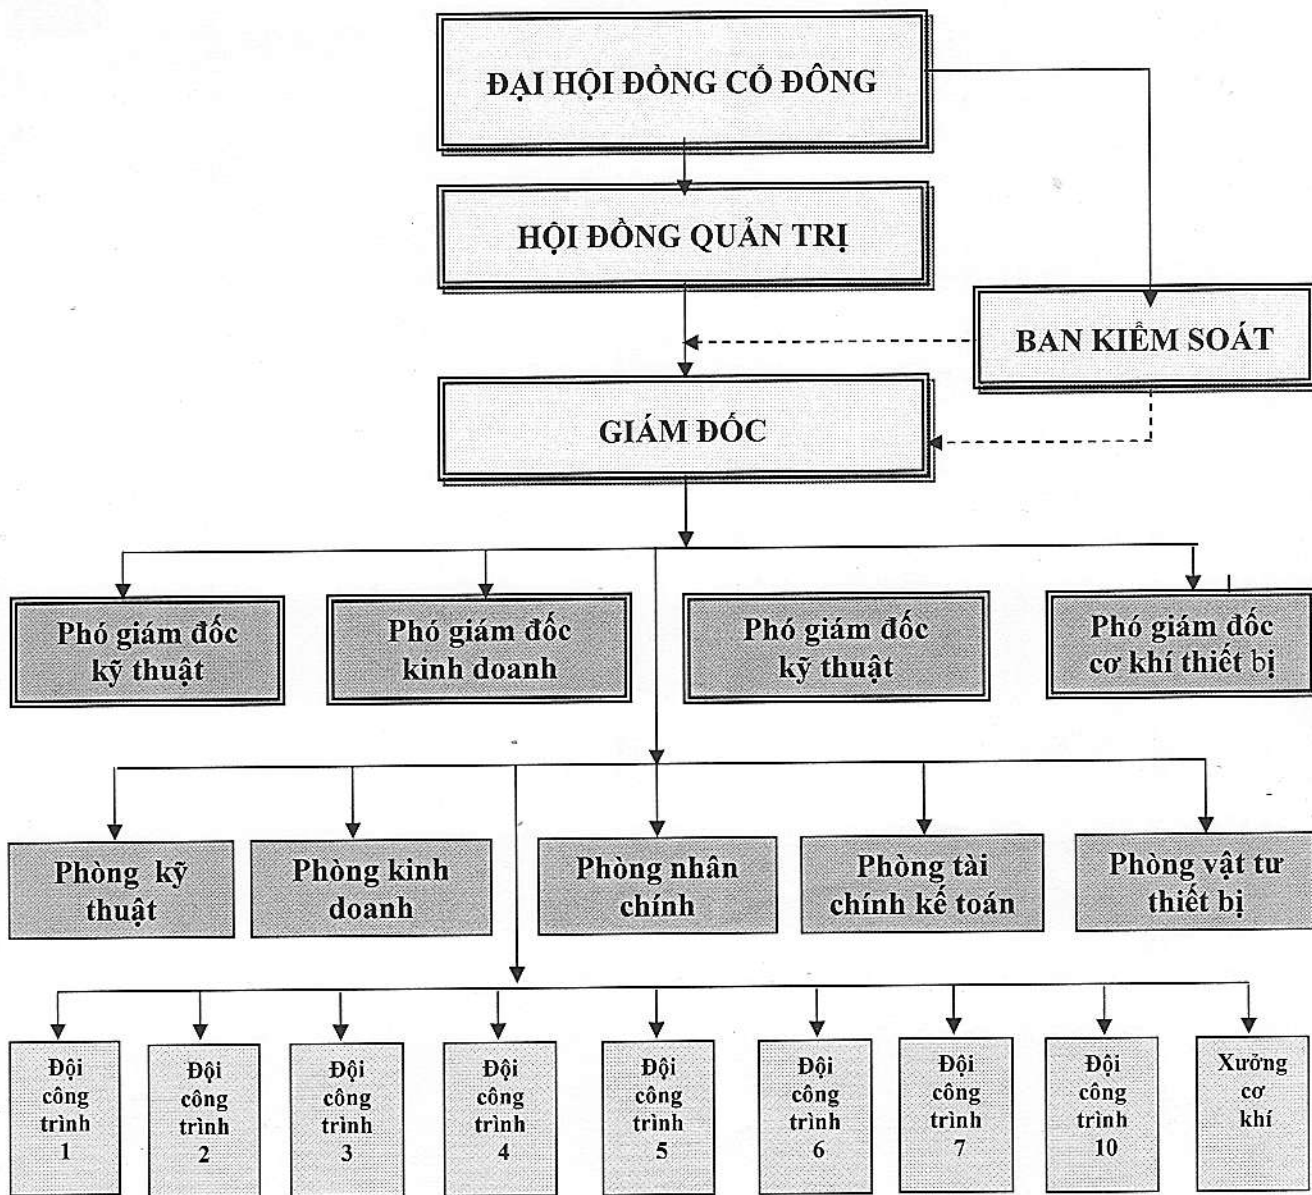 ĐẠI HỘI ĐỒNG CỔ ĐÔNG
HỘI ĐỒNG QUẢN TRỊ
BAN KIỂM SOÁT
GIÁM ĐỐC
Phó giám đốc
kỹ thuật
Phó giám đốc
kinh doanh
Phó giám đốc
kỹ thuật
Phó giám đốc
cơ khí thiết bị
Phòng kỹ
thuật
Phòng kinh
doanh
Phòng nhân
chính
Phòng tài
chính kế toán
Phòng vật tư
thiết bị
Đội
công
trình
1
Đội
công
trình
2
Đội
công
trình
3
Đội
công
trình
4
Đội
công
trình
5
Đội
công
trình
6
Đội
công
trình
7
Đội
công
trình
10
Xưởng
cơ
khí